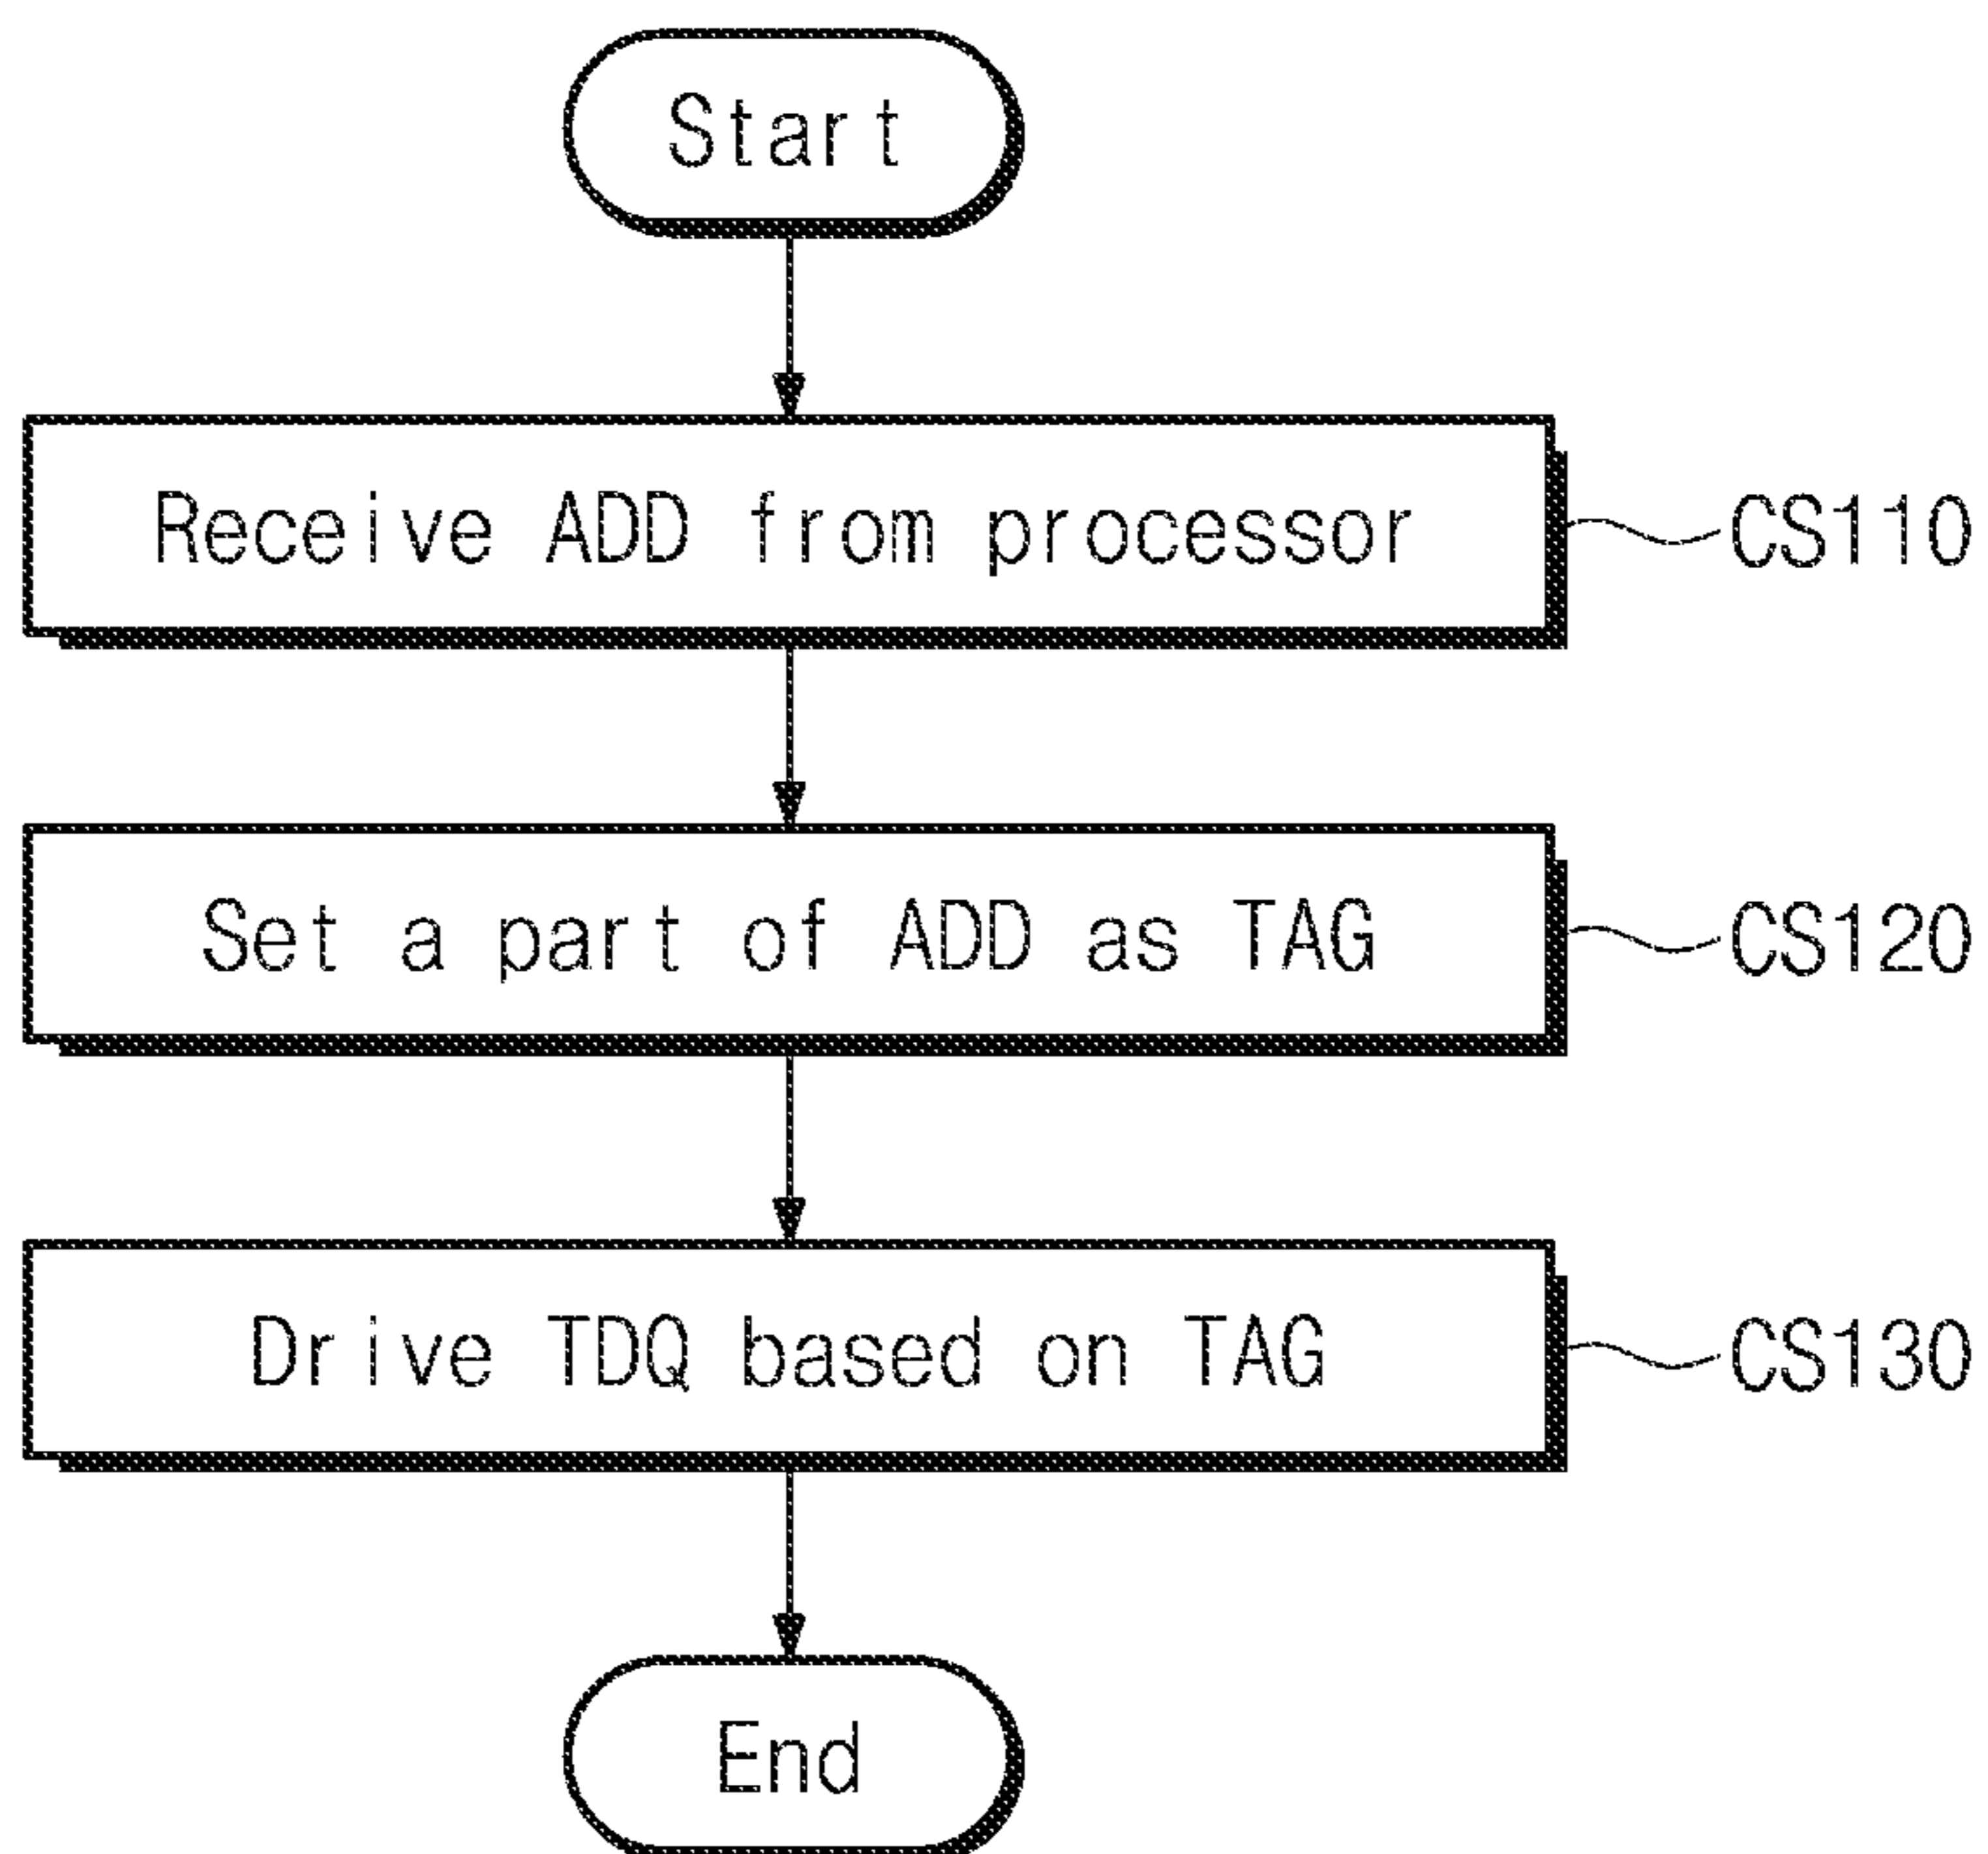 Start
Receive ADD from processor
CS110
Set a part of ADD as TAG
CS120
Drive TDQ based on TAG
CS130
End